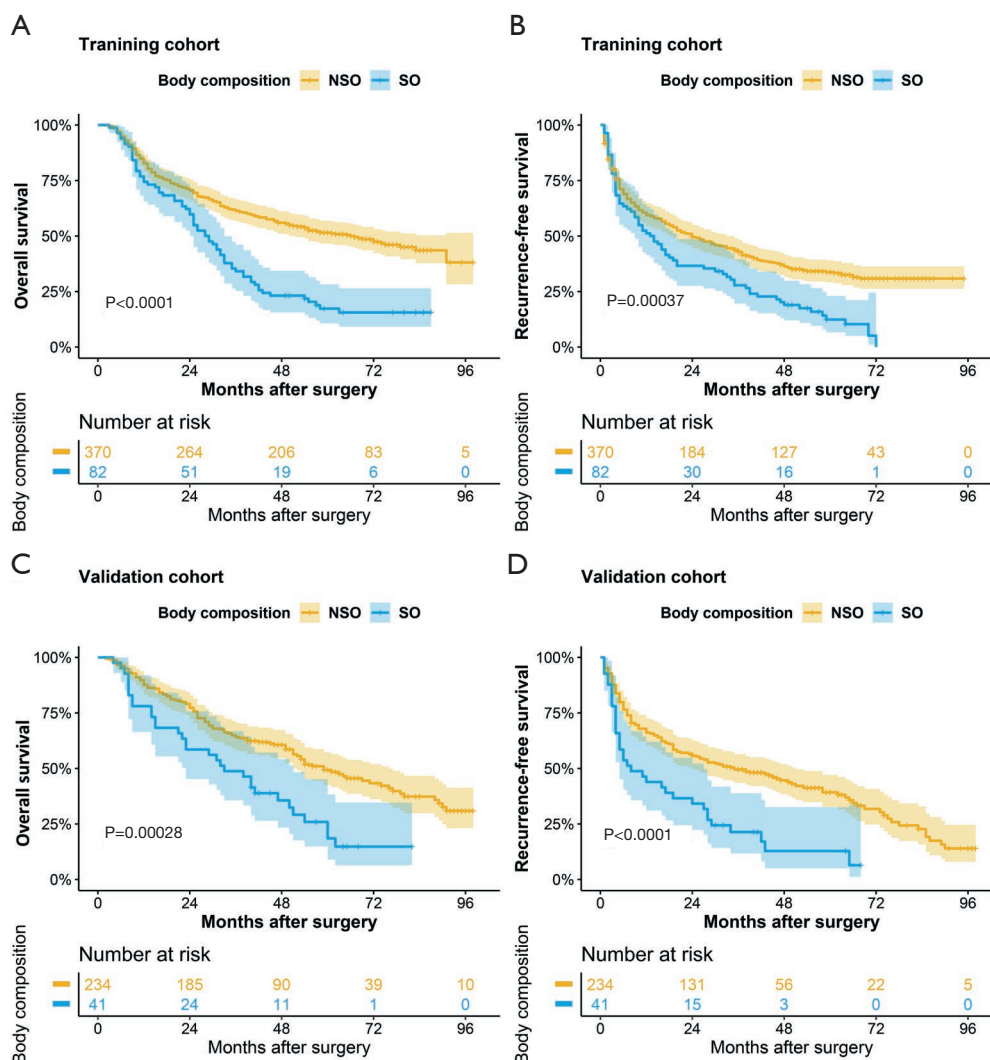 A
Tranining cohort
Body composition NSO SO
Overall survival
100%
75%
50%
25%
0%
P<0.0001
0 24 48 72 96
Months after surgery
Body composition
Number at risk
370 264 206 83 5
82 51 19 6 0
0 24 48 72 96
Months after surgery
B
Tranining cohort
Body composition NSO SO
Recurrence-free survival
100%
75%
50%
25%
0%
P=0.00037
0 24 48 72 96
Months after surgery
Body composition
Number at risk
370 184 127 43 0
82 30 16 1 0
0 24 48 72 96
Months after surgery
C
Validation cohort
Body composition NSO SO
Overall survival
100%
75%
50%
25%
0%
P=0.00028
0 24 48 72 96
Months after surgery
Body composition
Number at risk
234 185 90 39 10
41 24 11 1 0
0 24 48 72 96
Months after surgery
D
Validation cohort
Body composition NSO SO
Recurrence-free survival
100%
75%
50%
25%
0%
P<0.0001
0 24 48 72 96
Months after surgery
Body composition
Number at risk
234 131 56 22 5
41 15 3 0 0
0 24 48 72 96
Months after surgery